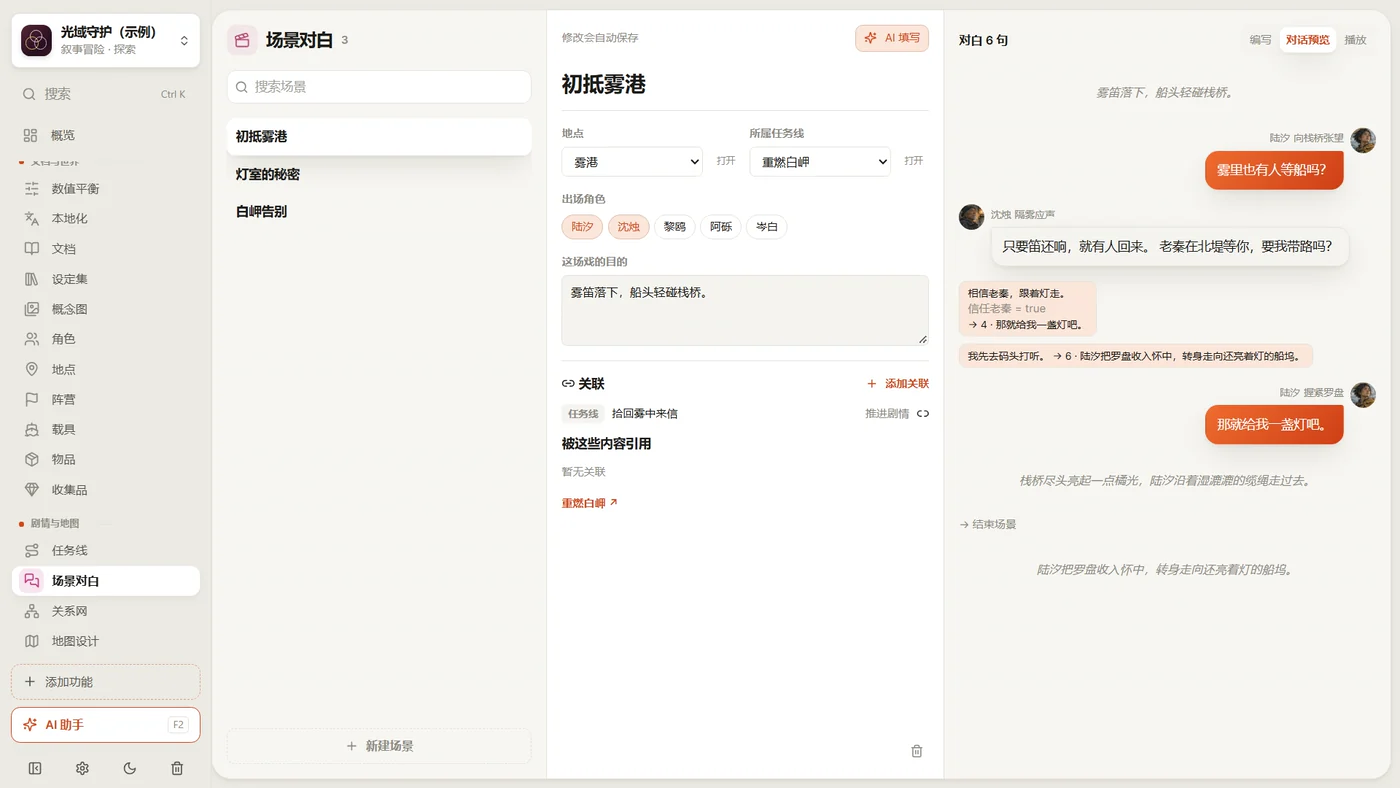 光域守护（示例）
叙事冒险 · 探索
搜索 Ctrl K
概览
文档与世界
数值平衡
本地化
文档
设定集
概念图
角色
地点
阵营
载具
物品
收集品
剧情与地图
任务线
场景对白
关系网
地图设计
添加功能
AI 助手 F2
场景对白 3
搜索场景
初抵雾港
灯室的秘密
白岬告别
新建场景
修改会自动保存
AI 填写
初抵雾港
地点
雾港 打开
所属任务线
重燃白岬 打开
出场角色
陆汐 沈烛 黎鸥 阿砾 岑白
这场戏的目的
雾笛落下，船头轻碰栈桥。
关联
添加关联
任务线 拾回雾中来信 推进剧情
被这些内容引用
暂无关联
重燃白岬
对白 6 句
编写 对话预览 播放
雾笛落下，船头轻碰栈桥。
陆汐 向栈桥张望
雾里也有人等船吗？
沈烛 隔雾应声
只要笛还响，就有人回来。 老秦在北堤等你，要我带路吗？
相信老秦，跟着灯走。
信任老秦 = true
→ 4 · 那就给我一盏灯吧。
我先去码头打听。 → 6 · 陆汐把罗盘收入怀中，转身走向还亮着灯的船坞。
陆汐 握紧罗盘
那就给我一盏灯吧。
栈桥尽头亮起一点橘光，陆汐沿着湿漉漉的缆绳走过去。
→ 结束场景
陆汐把罗盘收入怀中，转身走向还亮着灯的船坞。